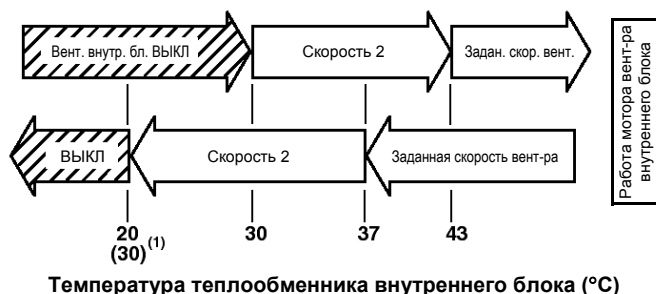 Вент. внутр. бл. ВЫКЛ
Скорость 2
Задан. скор. вент.
ВЫКЛ
Скорость 2
Заданная скорость вент-ра
Работа мотора вент-ра
внутреннего блока
20
30
37
43
(30)(1)
Температура теплообменника внутреннего блока (°C)